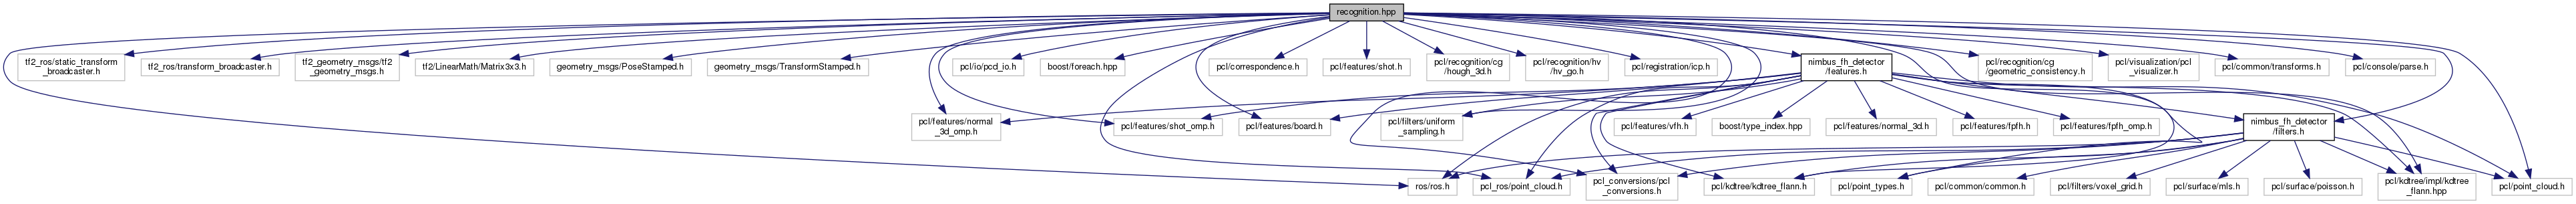 recognition.hpp
tf2_ros/static_transform
_broadcaster.h
tf2_ros/transform_broadcaster.h
tf2_geometry_msgs/tf2
_geometry_msgs.h
tf2/LinearMath/Matrix3x3.h
geometry_msgs/PoseStamped.h
geometry_msgs/TransformStamped.h
pcl/io/pcd_io.h
boost/foreach.hpp
pcl/correspondence.h
pcl/features/shot.h
pcl/recognition/cg
/hough_3d.h
pcl/recognition/hv
/hv_go.h
pcl/registration/icp.h
nimbus_fh_detector
/features.h
pcl/recognition/cg
/geometric_consistency.h
pcl/visualization/pcl
_visualizer.h
pcl/common/transforms.h
pcl/console/parse.h
pcl/features/normal
_3d_omp.h
pcl/features/shot_omp.h
pcl/features/board.h
pcl/filters/uniform
_sampling.h
pcl/features/vfh.h
boost/type_index.hpp
pcl/features/normal_3d.h
pcl/features/fpfh.h
pcl/features/fpfh_omp.h
nimbus_fh_detector
/filters.h
ros/ros.h
pcl_ros/point_cloud.h
pcl_conversions/pcl
_conversions.h
pcl/kdtree/kdtree_flann.h
pcl/point_types.h
pcl/common/common.h
pcl/filters/voxel_grid.h
pcl/surface/mls.h
pcl/surface/poisson.h
pcl/kdtree/impl/kdtree
_flann.hpp
pcl/point_cloud.h